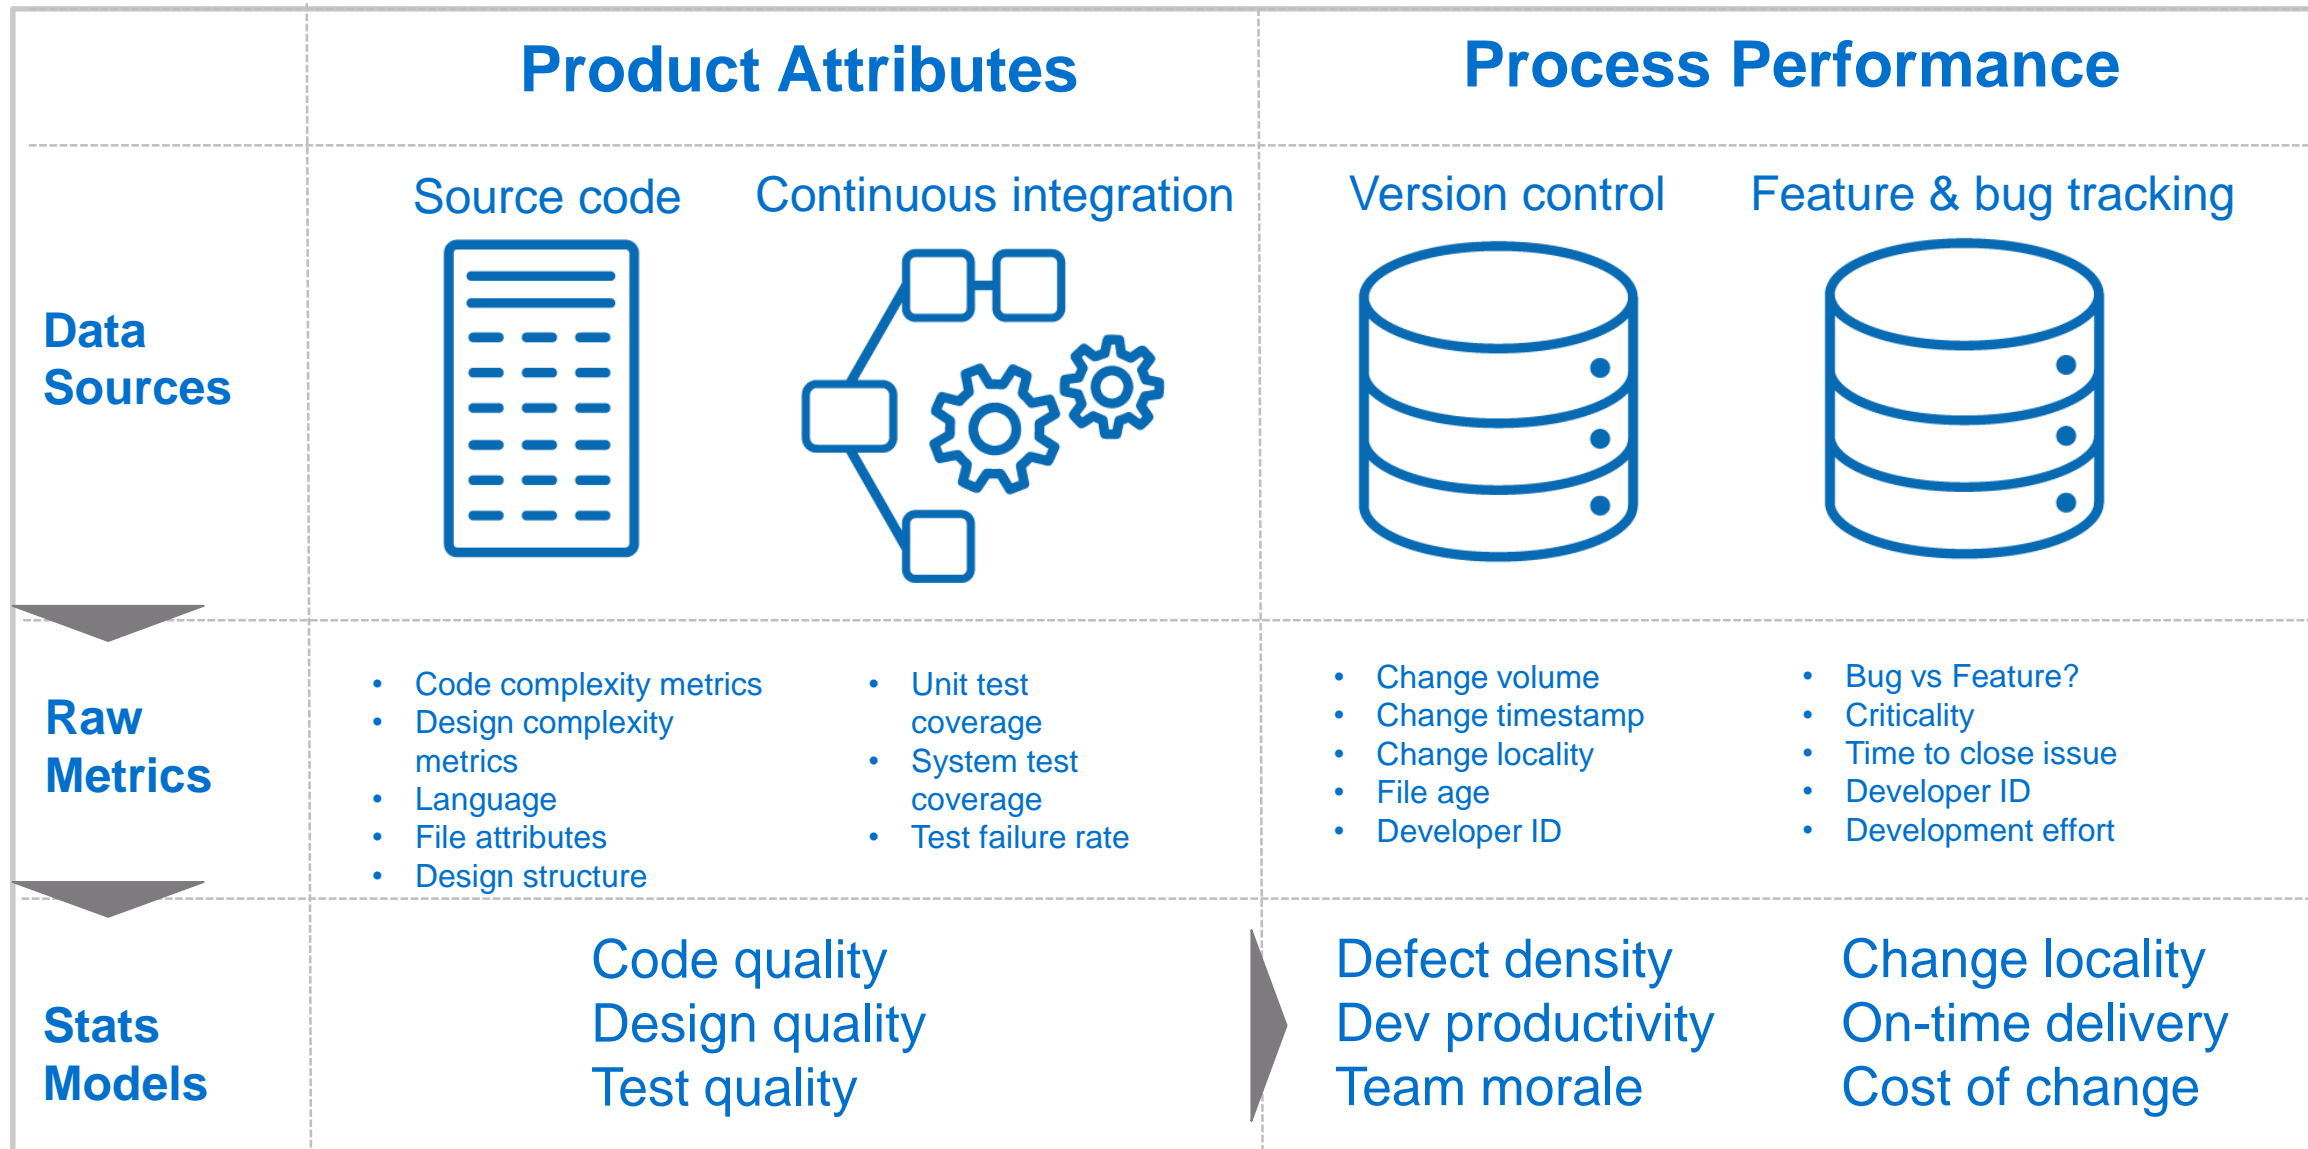 Product Attributes
Process Performance
Data
Sources
Source code
Continuous integration
Version control
Feature & bug tracking
Raw
Metrics
• Code complexity metrics
• Design complexity
metrics
• Language
• File attributes
• Design structure
• Unit test
coverage
• System test
coverage
• Test failure rate
• Change volume
• Change timestamp
• Change locality
• File age
• Developer ID
• Bug vs Feature?
• Criticality
• Time to close issue
• Developer ID
• Development effort
Stats
Models
Code quality
Design quality
Test quality
Defect density
Dev productivity
Team morale
Change locality
On-time delivery
Cost of change